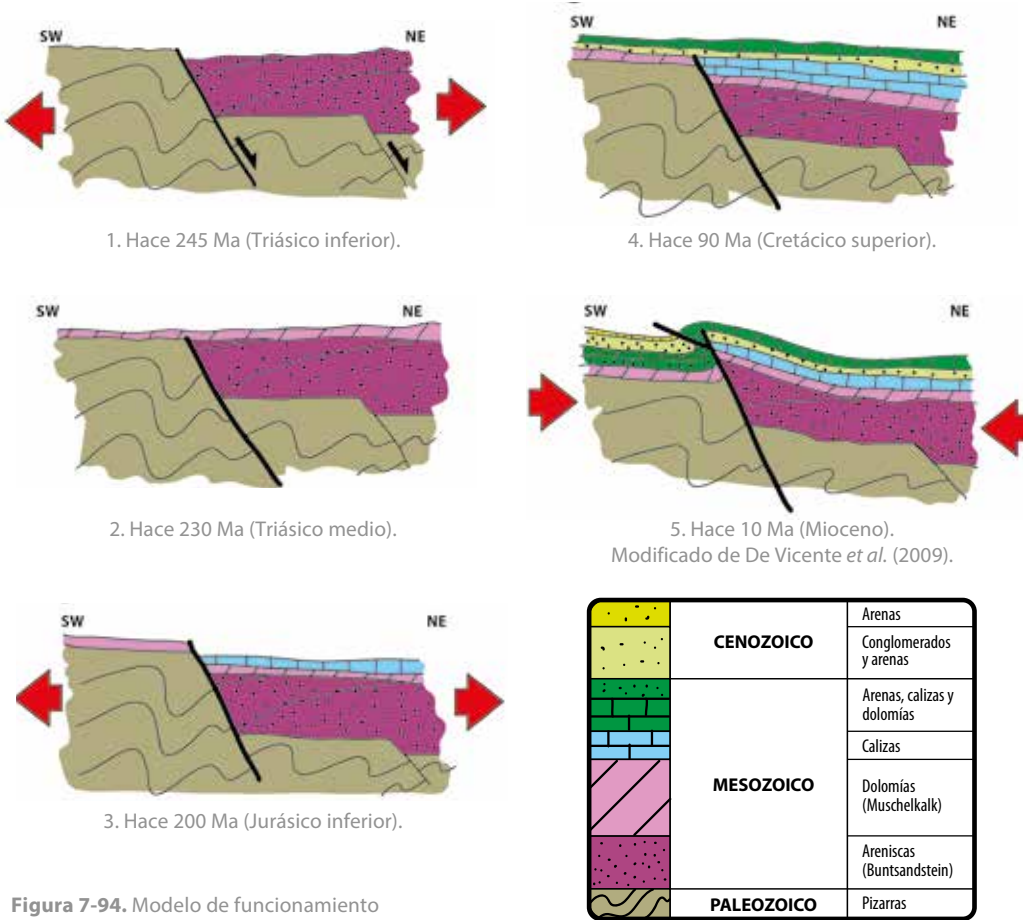 SW
NE
1. Hace 245 Ma (Triásico inferior).
SW
NE
2. Hace 230 Ma (Triásico medio).
SW
NE
3. Hace 200 Ma (Jurásico inferior).
SW
NE
4. Hace 90 Ma (Cretácico superior).
SW
NE
5. Hace 10 Ma (Mioceno).
Modificado de De Vicente et al. (2009).
CENOZOICO
Arenas
Conglomerados
y arenas
MESOZOICO
Arenas, calizas y
dolomías
Calizas
Dolomías
(Muschelkalk)
Areniscas
(Buntsandstein)
PALEOZOICO
Pizarras
Figura 7-94. Modelo de funcionamiento